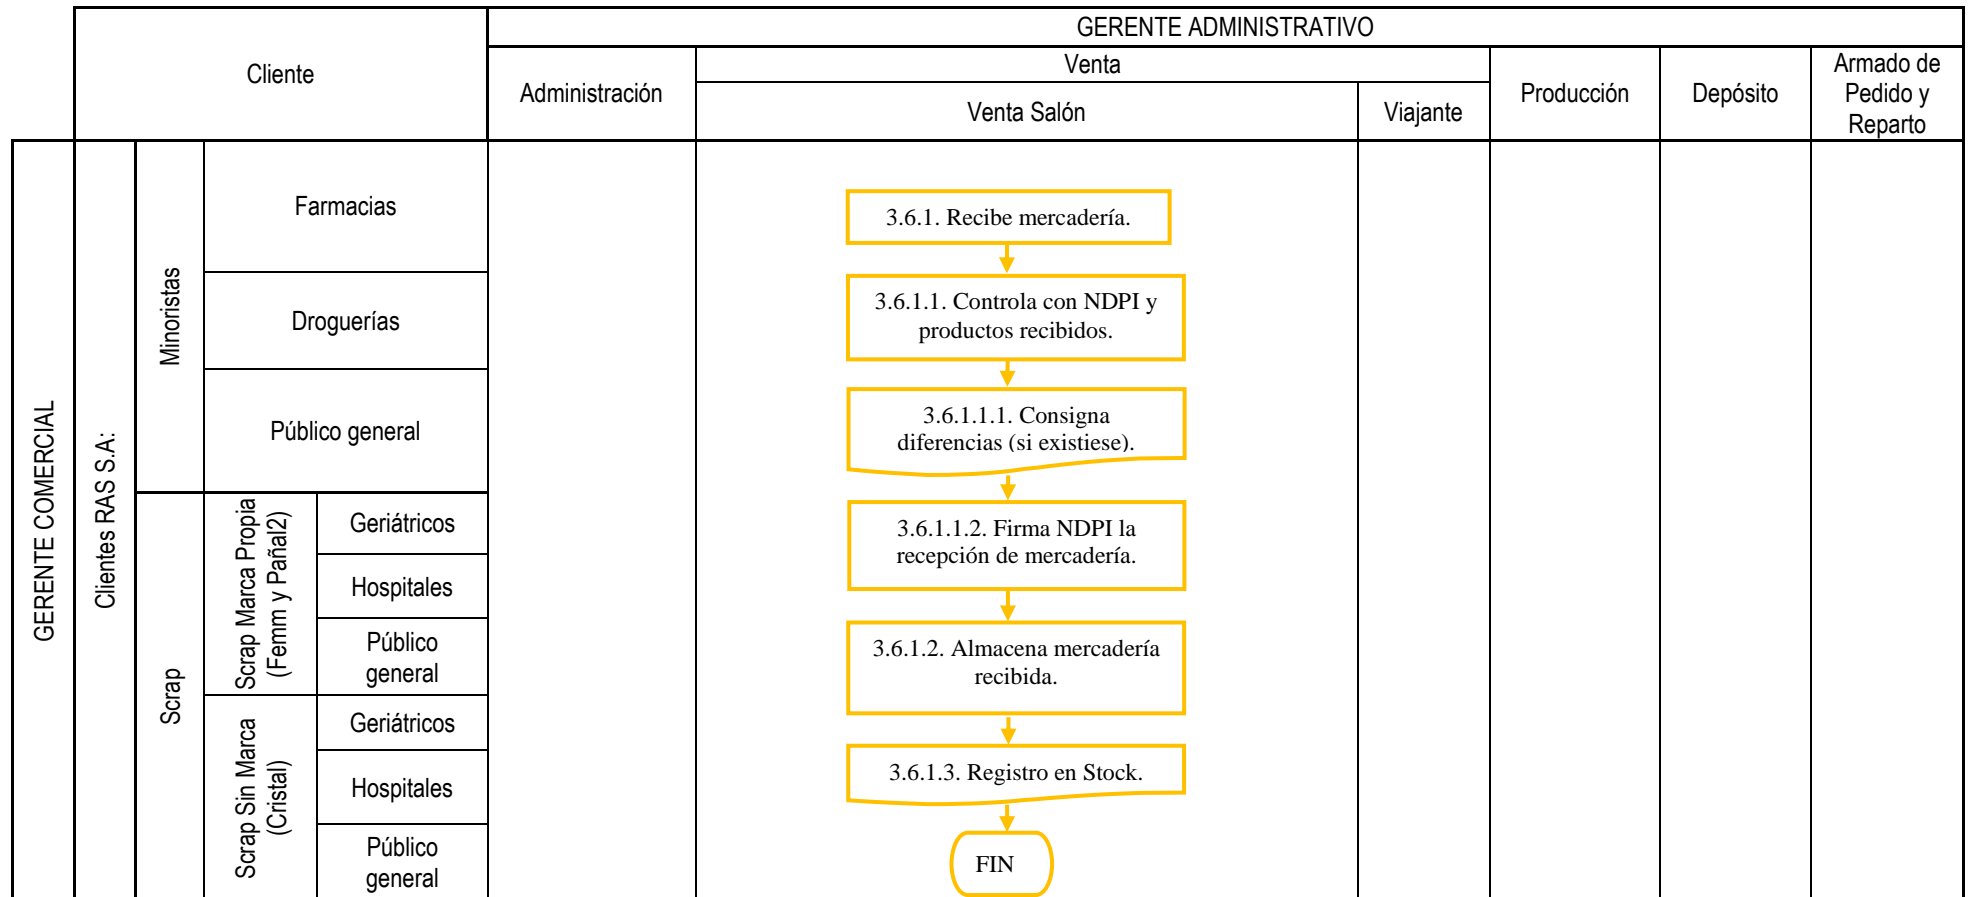 GERENTE ADMINISTRATIVO
Cliente
Administración
Venta
Venta Salón
Viajante
Producción
Depósito
Armado de
Pedido y
Reparto
GERENTE COMERCIAL
Clientes RAS S.A:
Minoristas
Farmacias
Droguerías
Público general
Scrap
Scrap Marca Propia
(Femm y Pañal2)
Geriátricos
Hospitales
Público
general
Scrap Sin Marca
(Cristal)
Geriátricos
Hospitales
Público
general
3.6.1. Recibe mercadería.
3.6.1.1. Controla con NDPI y
productos recibidos.
3.6.1.1.1. Consigna
diferencias (si existiese).
3.6.1.1.2. Firma NDPI la
recepción de mercadería.
3.6.1.2. Almacena mercadería
recibida.
3.6.1.3. Registro en Stock.
FIN